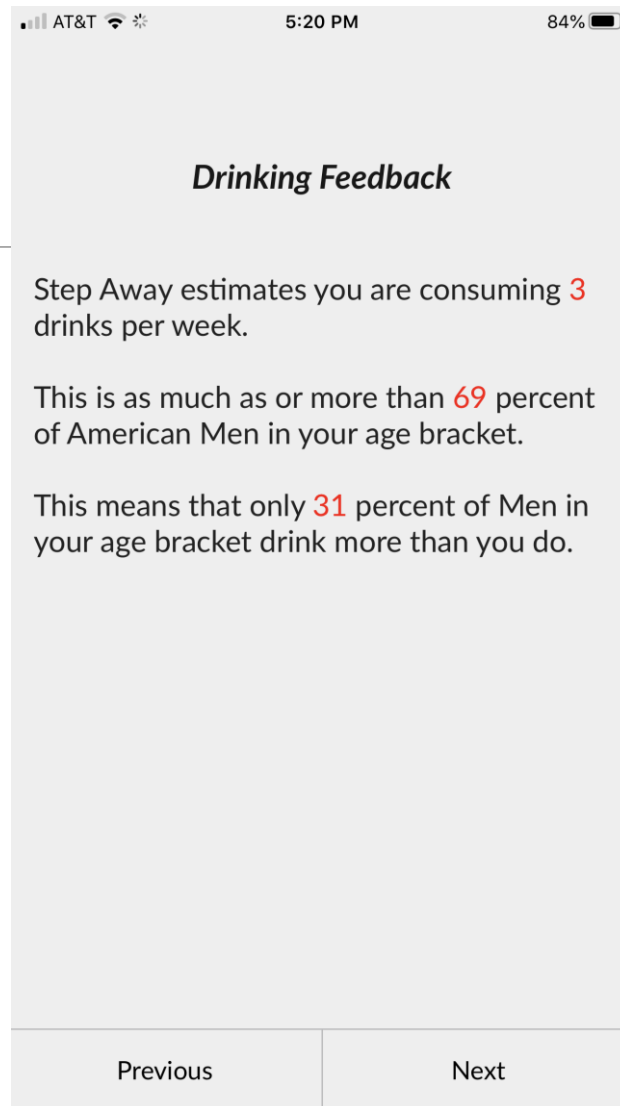 AT&T 5:20 PM 84%
Drinking Feedback
Step Away estimates you are consuming 3
drinks per week.
This is as much as or more than 69 percent
of American Men in your age bracket.
This means that only 31 percent of Men in
your age bracket drink more than you do.
Previous Next